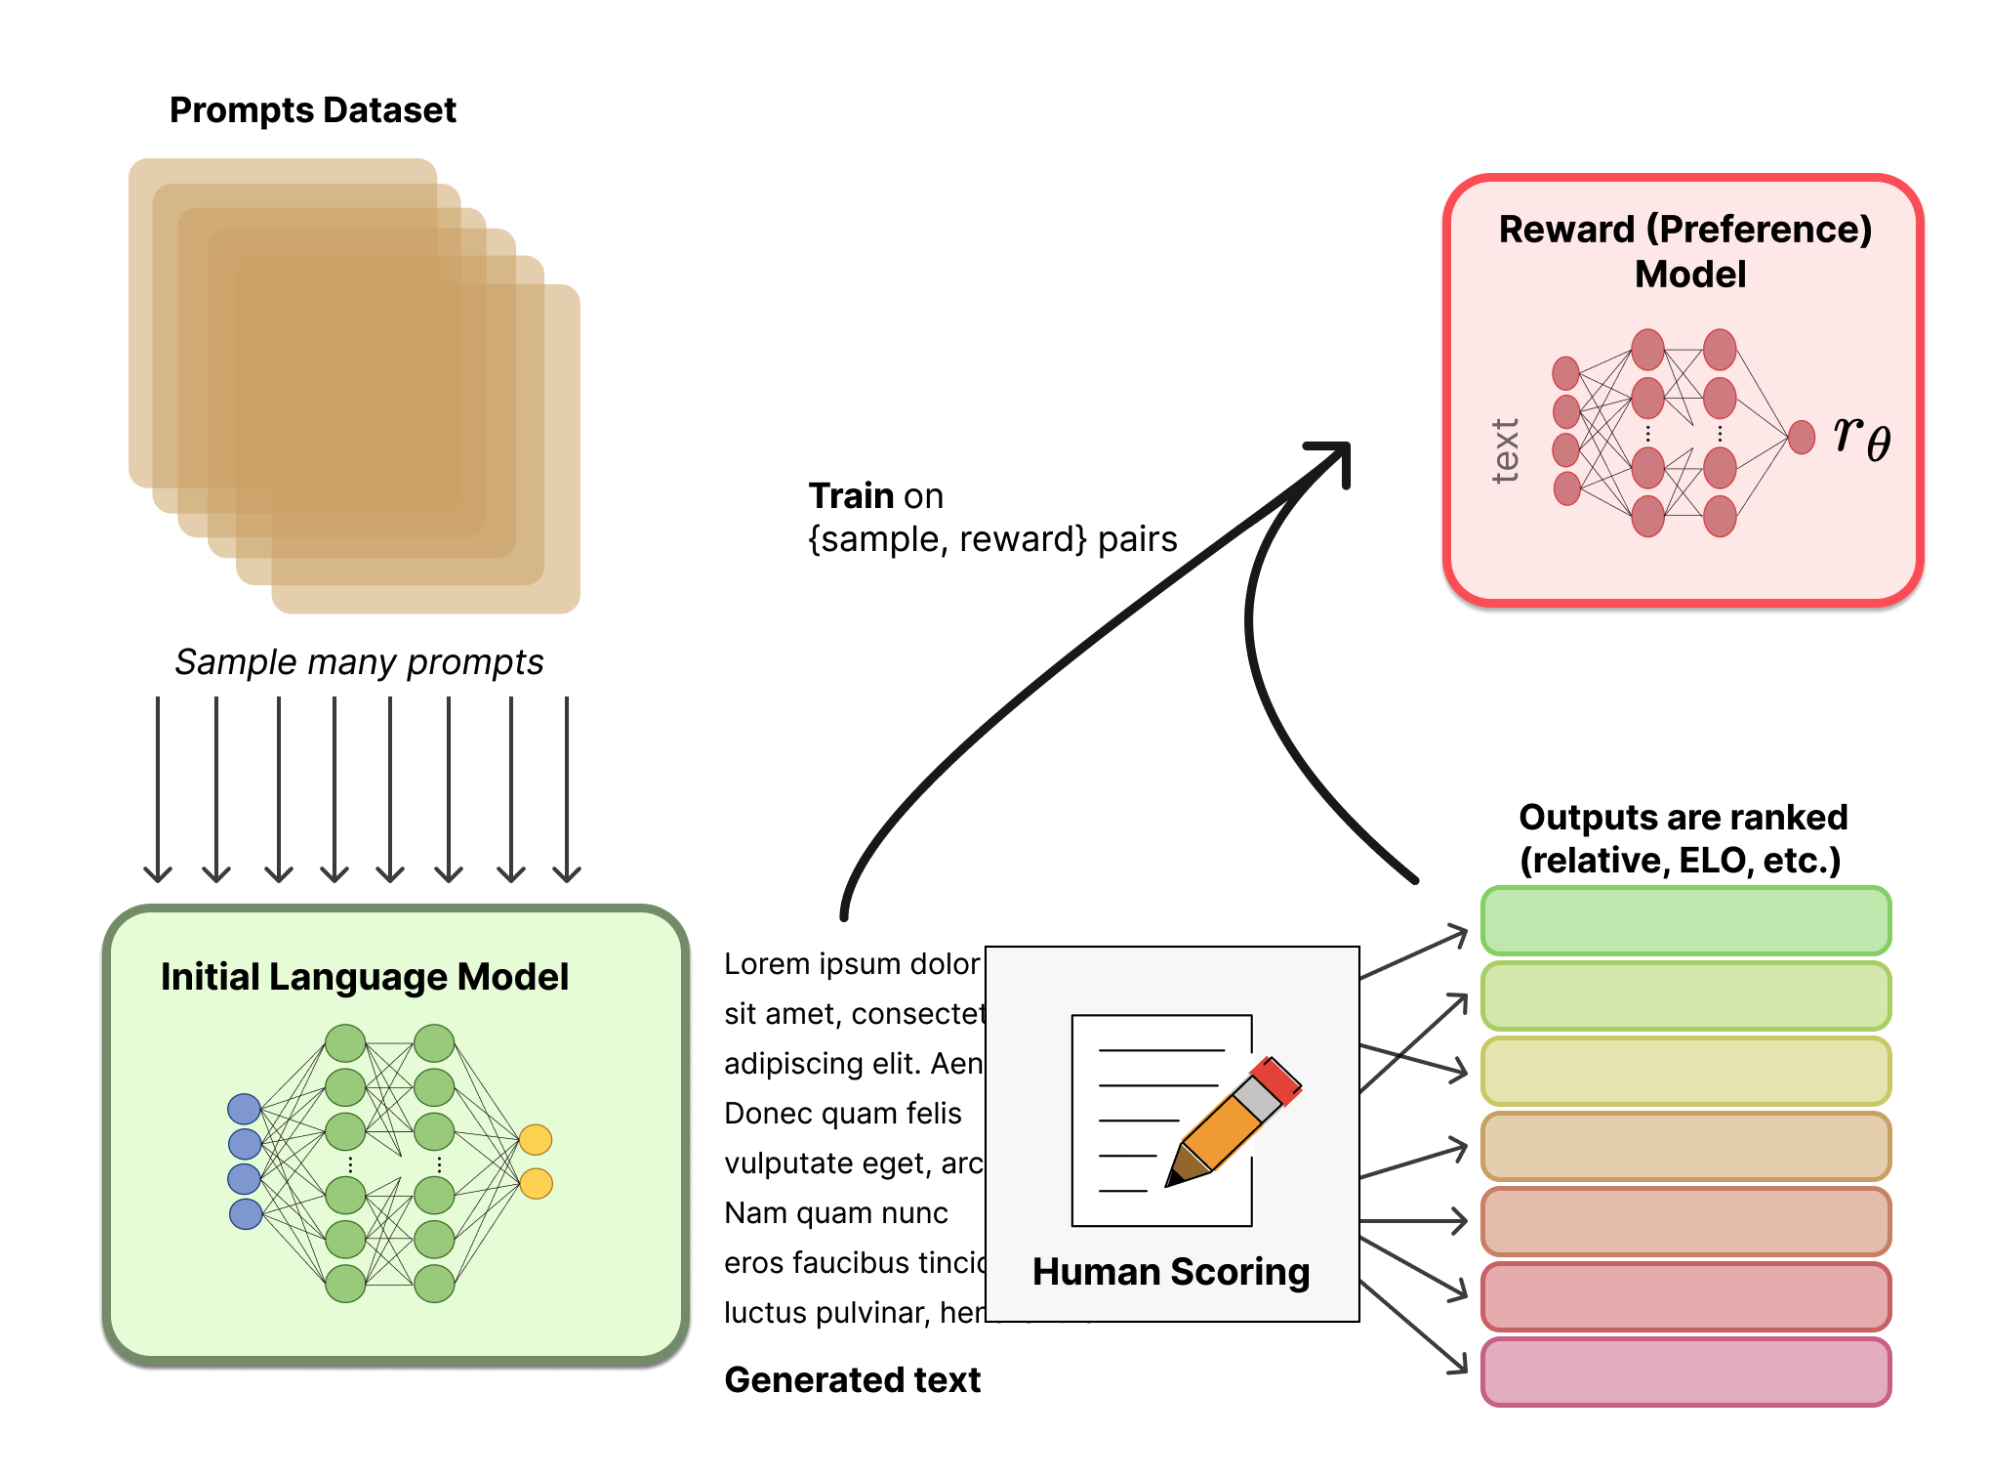 Prompts Dataset
Sample many prompts
Initial Language Model
Train on
{sample, reward} pairs
Reward (Preference)
Model
text
rθ
Lorem ipsum dolor
sit amet, consectet
adipiscing elit. Aen
Donec quam felis
vulputate eget, arc
Nam quam nunc
eros faucibus tincid
luctus pulvinar, her
Generated text
Human Scoring
Outputs are ranked
(relative, ELO, etc.)